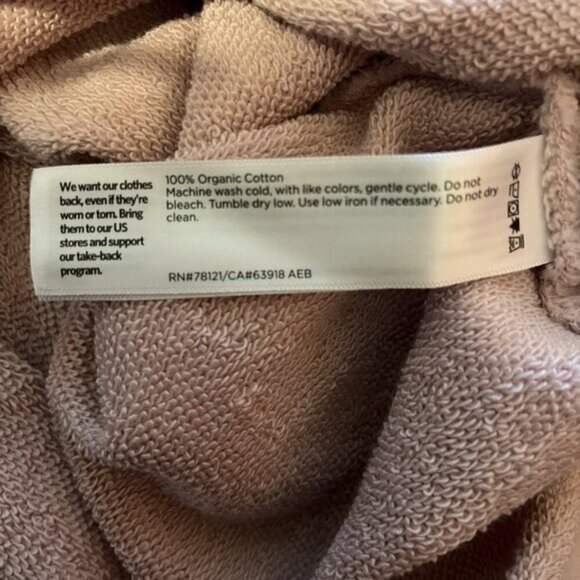 We want our clothes
back, even if they're
worn or torn. Bring
them to our US
stores and support
our take-back
program.
100% Organic Cotton
Machine wash cold, with like colors, gentle cycle. Do not
bleach. Tumble dry low. Use low iron if necessary. Do not dry
clean.
RN#78121/CA#63918 AEB